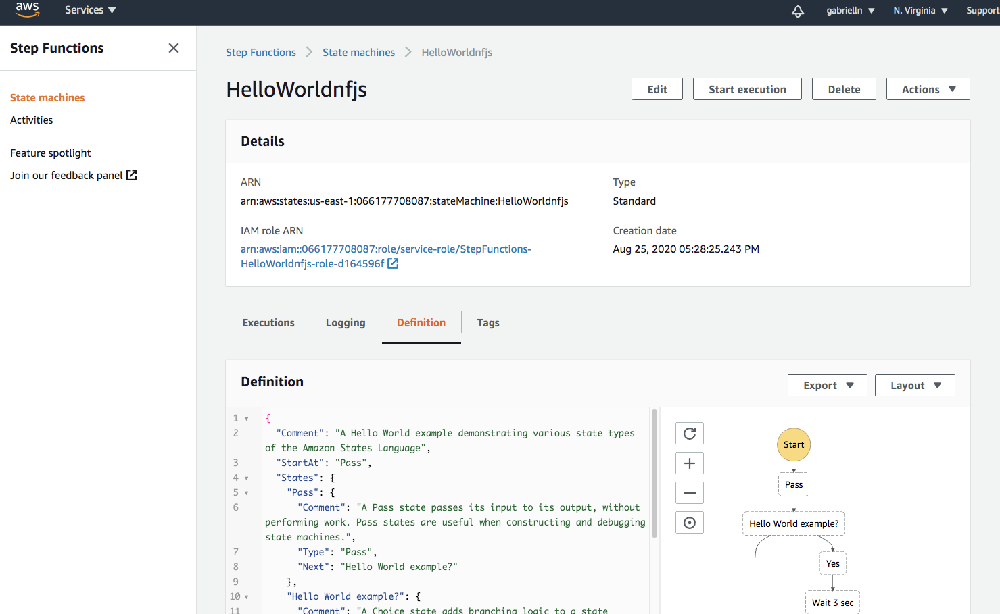 aws
Services
gabrielln
N. Virginia
Support
Step Functions
State machines
Activities
Feature spotlight
Join our feedback panel
Step Functions
State machines
HelloWorldnfjs
HelloWorldnfjs
Edit
Start execution
Delete
Actions
Details
ARN
arn:aws:states:us-east-1:066177708087:stateMachine:HelloWorldnfjs
IAM role ARN
arn:aws:iam::066177708087:role/service-role/StepFunctions-
HelloWorldnfjs-role-d164596f
Type
Standard
Creation date
Aug 25, 2020 05:28:25.243 PM
Executions
Logging
Definition
Tags
Definition
Export
Layout
1 {
2 "Comment": "A Hello World example demonstrating various state types
of the Amazon States Language",
3 "StartAt": "Pass",
4 "States": {
5 "Pass": {
6 "Comment": "A Pass state passes its input to its output, without
performing work. Pass states are useful when constructing and debugging
state machines.",
7 "Type": "Pass",
8 "Next": "Hello World example?"
9 },
10 "Hello World example?": {
11 "Comment": "A Choice state adds branching logic to a state
Start
Pass
Hello World example?
Yes
Wait 3 sec